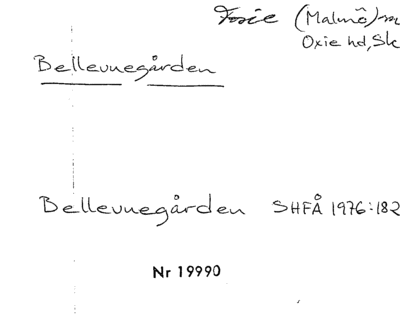 Fosie (Malmö) m
Oxie hd, Sk
Bellevuegården
Bellevuegården SHFÅ 1976:182
Nr 19990